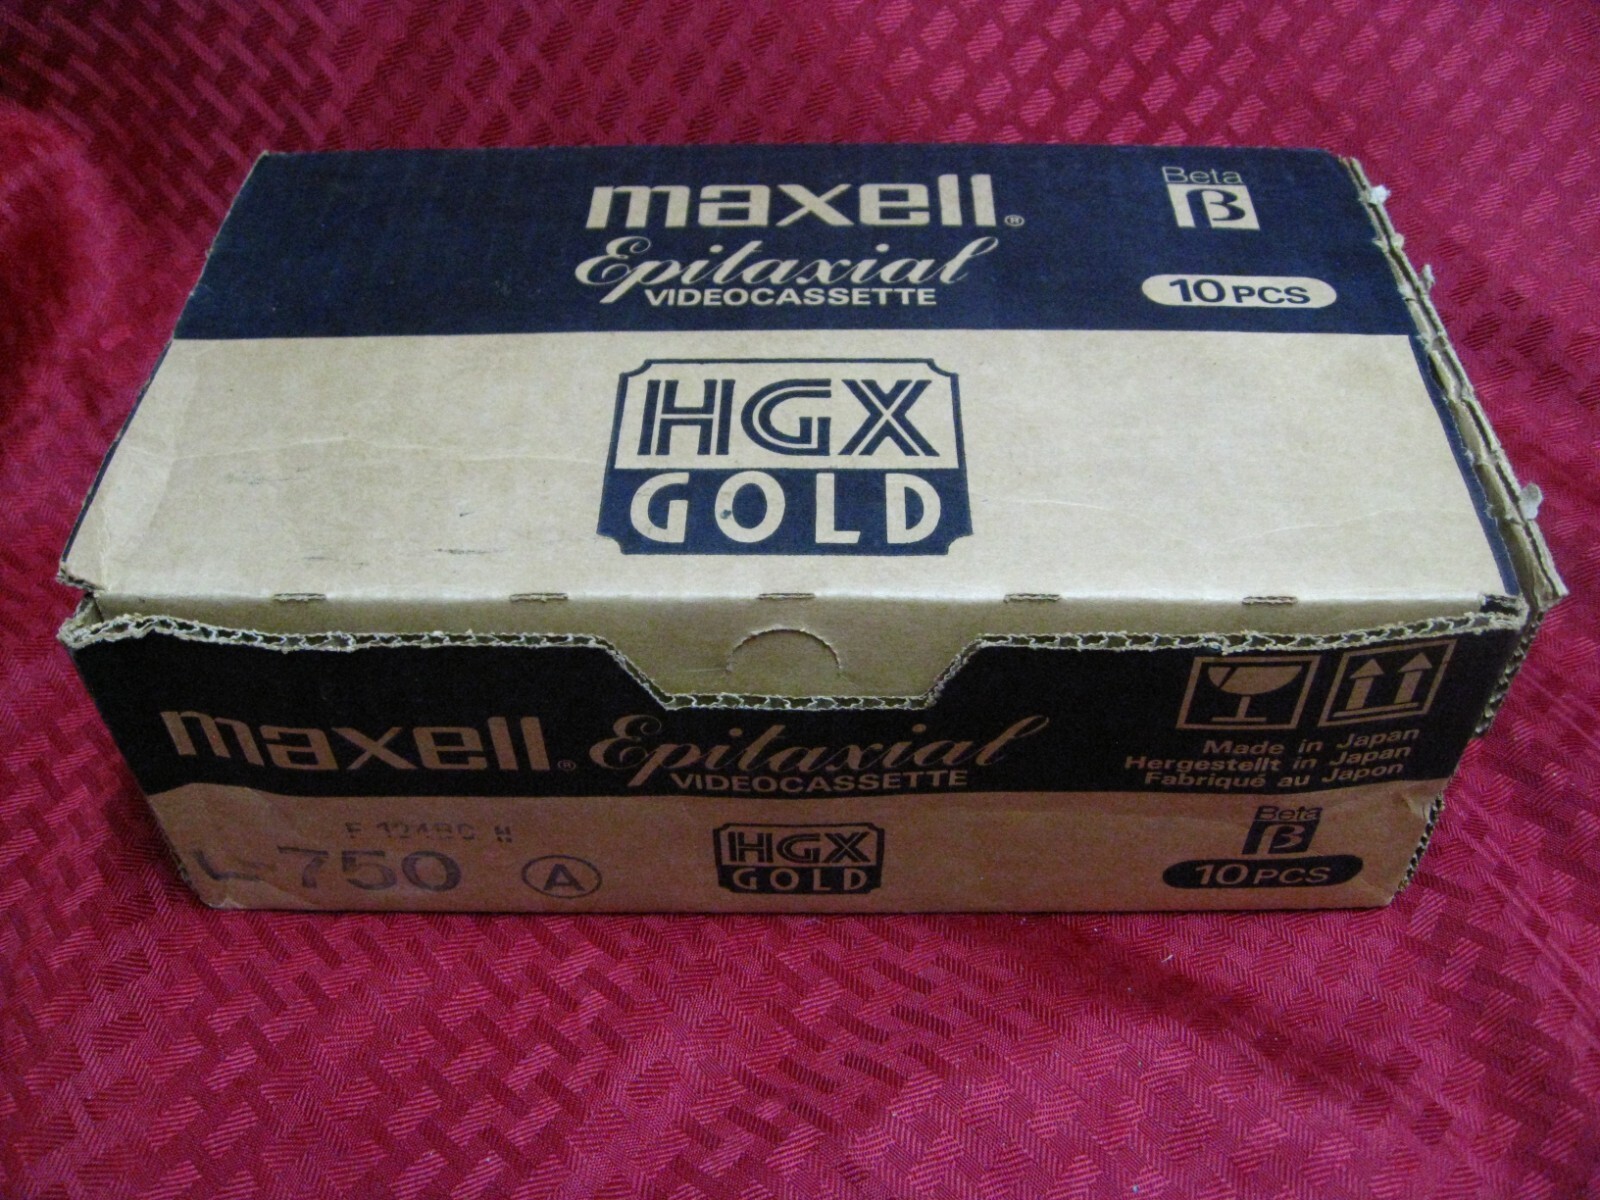 maxell®
Epitaxial
VIDEOCASSETTE
Beta
β
10 PCS
HGX
GOLD
maxell® Epitaxial
VIDEOCASSETTE
Made in Japan
Hergestellt in Japan
Fabriqué au Japon
L-750
A
HGX
GOLD
Beta
β
10 PCS